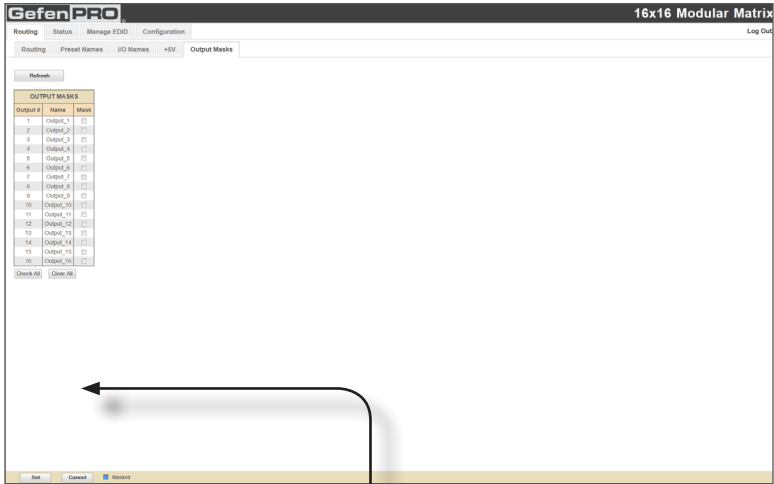 Gefen PRO ®
16x16 Modular Matrix
Routing Status Manage EDID Configuration
Log Out
Routing Preset Names I/O Names +5V Output Masks
Refresh
OUTPUT MASKS
Output # Name Mask
1 Output_1
2 Output_2
3 Output_3
4 Output_4
5 Output_5
6 Output_6
7 Output_7
8 Output_8
9 Output_9
10 Output_10
11 Output_11
12 Output_12
13 Output_13
14 Output_14
15 Output_15
16 Output_16
Check All Clear All
Set Cancel Masked